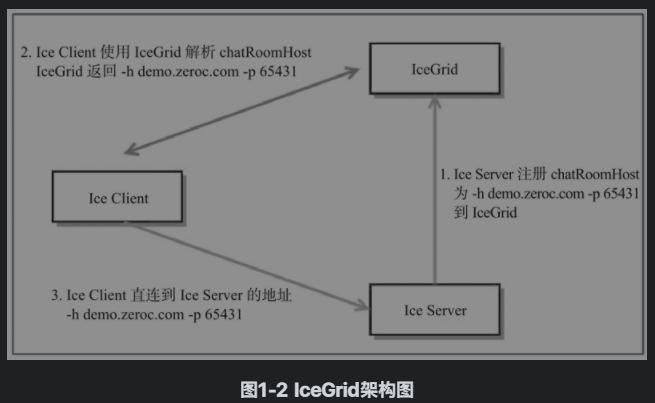 2. Ice Client 使用 IceGrid 解析 chatRoomHost
IceGrid 返回 -h demo.zeroc.com -p 65431
IceGrid
1. Ice Server 注册 chatRoomHost
为 -h demo.zeroc.com -p 65431
到 IceGrid
Ice Client
3. Ice Client 直连到 Ice Server 的地址
-h demo.zeroc.com -p 65431
Ice Server
图1-2 IceGrid架构图